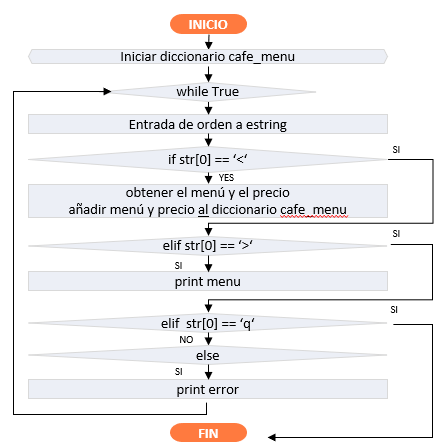 INICIO
Iniciar diccionario cafe_menu
while True
Entrada de orden a estring
if str[0] == ‘<‘
SI
YES
obtener el menú y el precio
añadir menú y precio al diccionario cafe_menu
elif str[0] == ‘>‘
SI
SI
print menu
elif str[0] == ‘q‘
SI
NO
else
SI
print error
FIN